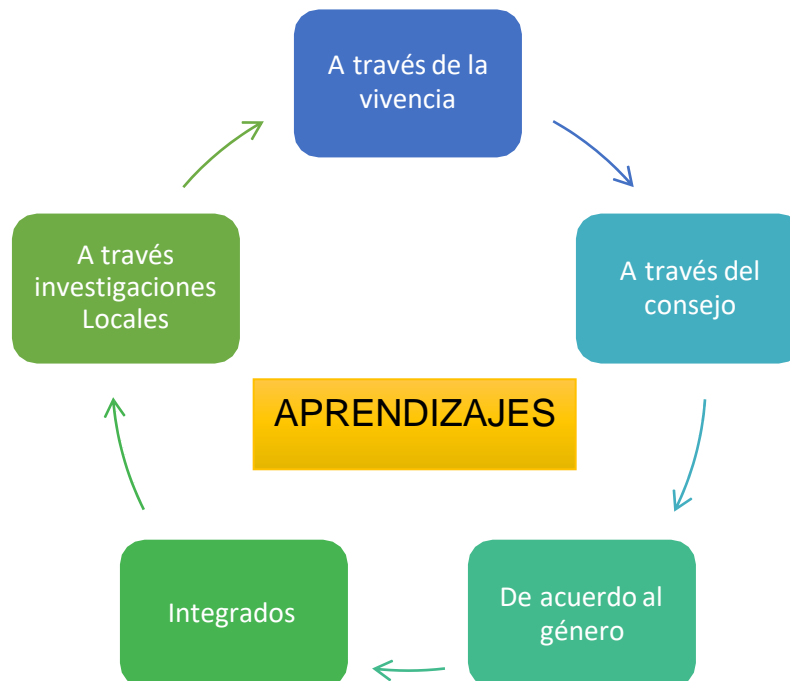 A través de la
vivencia
A través del
consejo
De acuerdo al
género
Integrados
A través
investigaciones
Locales
APRENDIZAJES